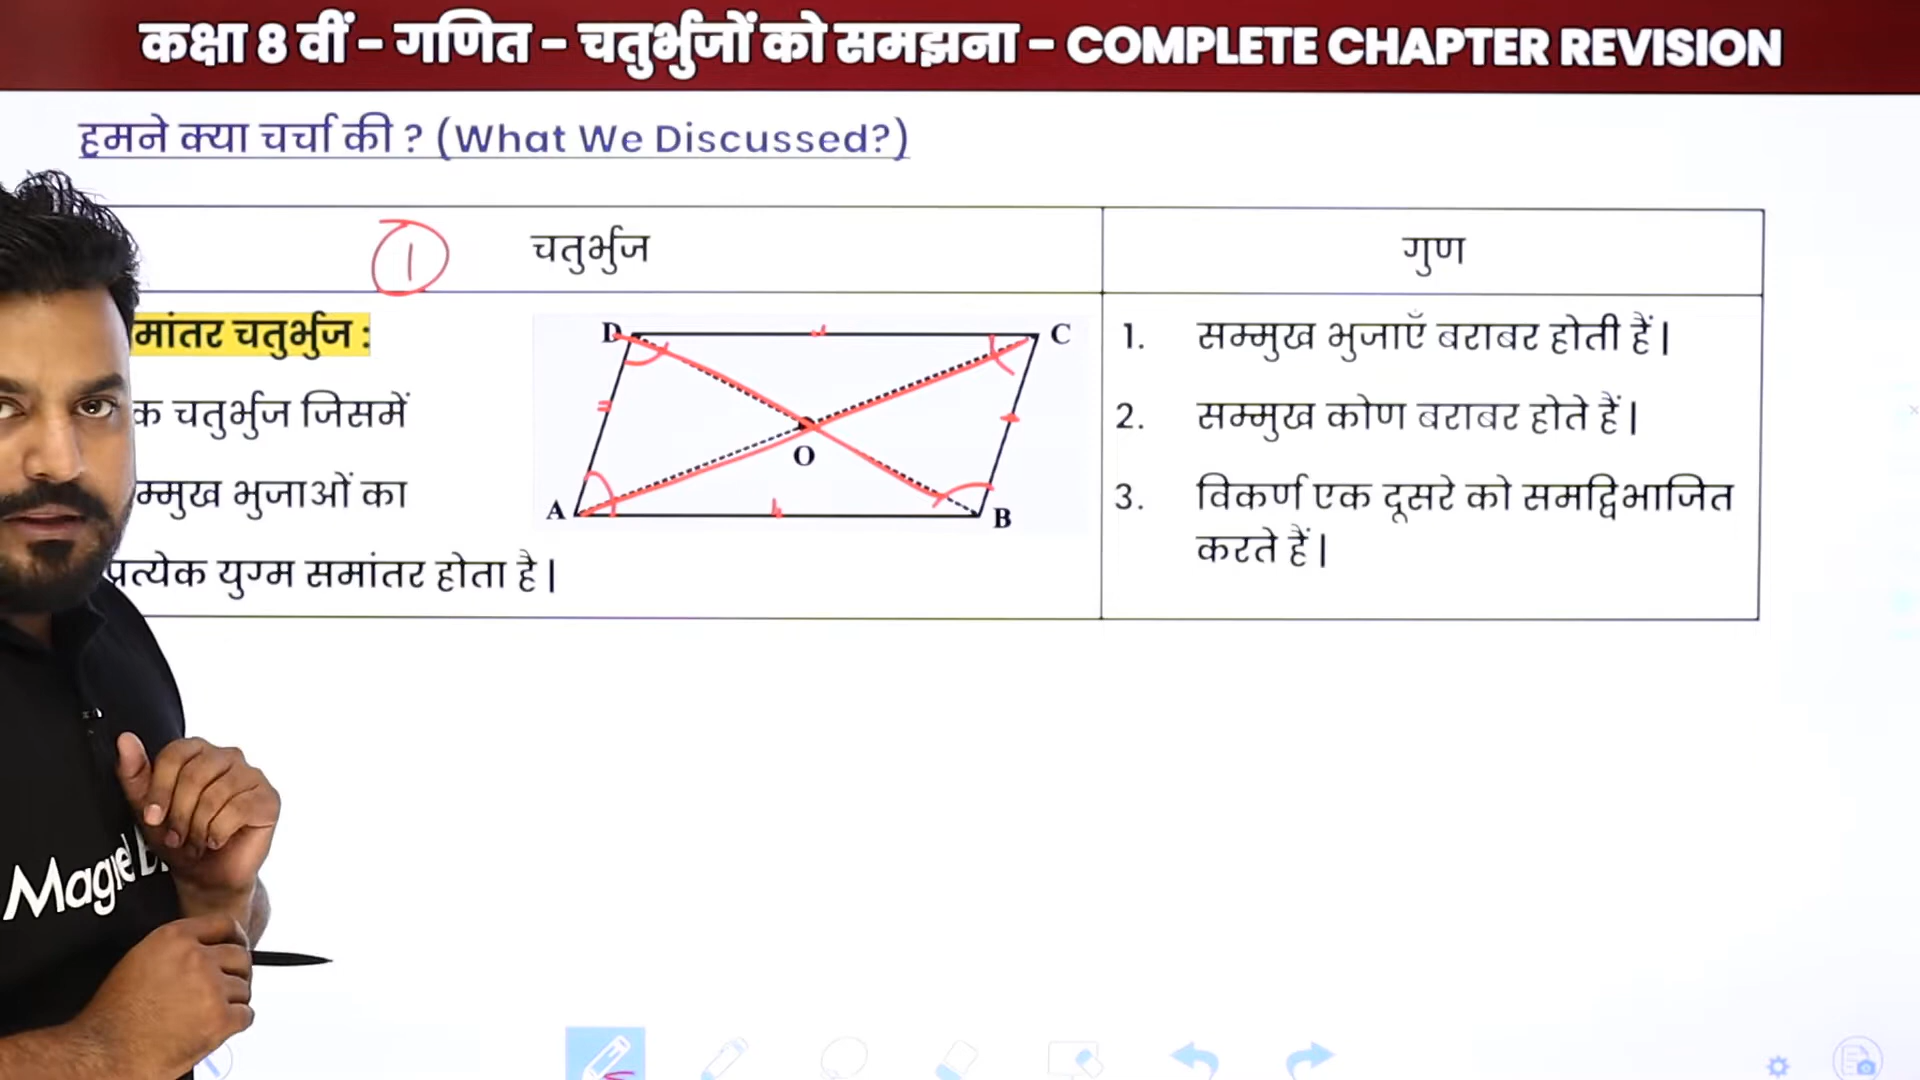 कक्षा 8 वीं – गणित – चतुर्भुजों को समझना – COMPLETE CHAPTER REVISION
हमने क्या चर्चा की ? (What We Discussed?)
1 चतुर्भुज
गुण
मांतर चतुर्भुज :
क चतुर्भुज जिसमें
म्मुख भुजाओं का
प्रत्येक युग्म समांतर होता है|
D
C
O
A
B
1. सम्मुख भुजाएँ बराबर होती हैं|
2. सम्मुख कोण बराबर होते हैं|
3. विकर्ण एक दूसरे को समद्विभाजित
करते हैं|